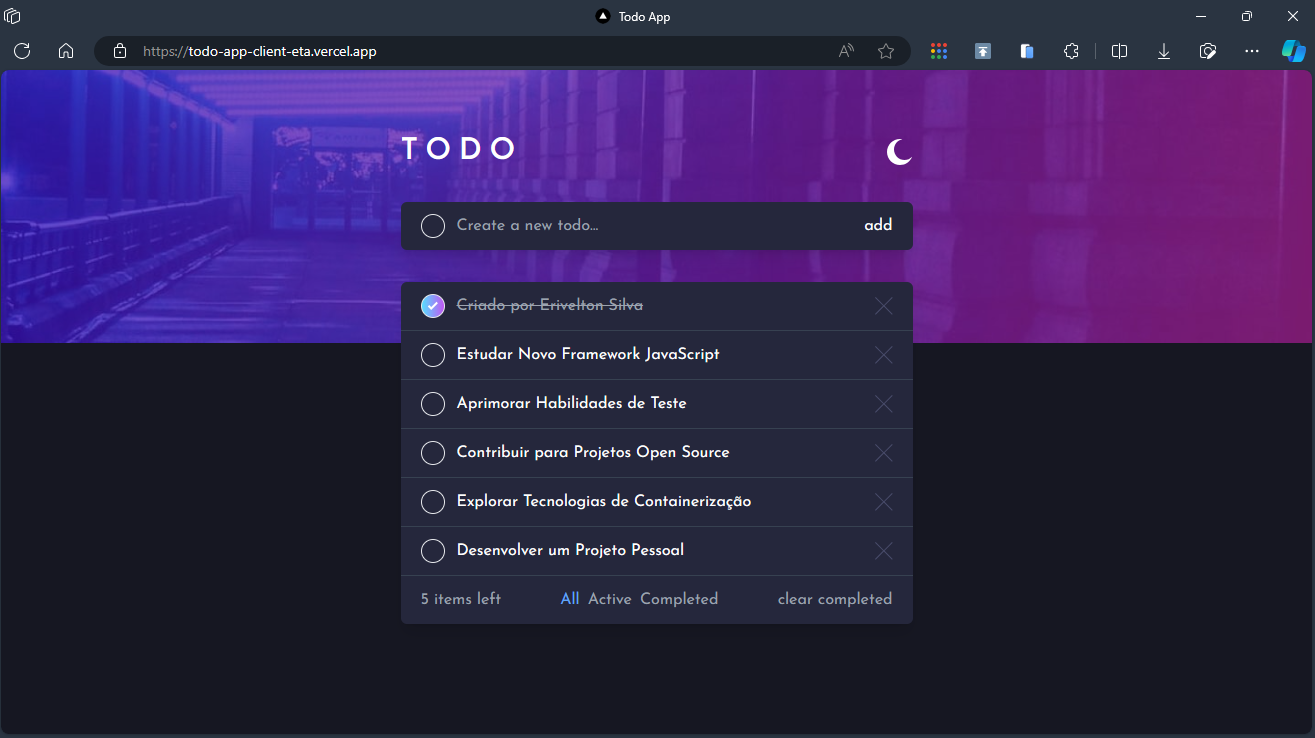 Todo App
https://todo-app-client-eta.vercel.app
TODO
Create a new todo... add
Criado por Erivelton Silva
Estudar Novo Framework JavaScript
Aprimorar Habilidades de Teste
Contribuir para Projetos Open Source
Explorar Tecnologias de Containerização
Desenvolver um Projeto Pessoal
5 items left All Active Completed clear completed